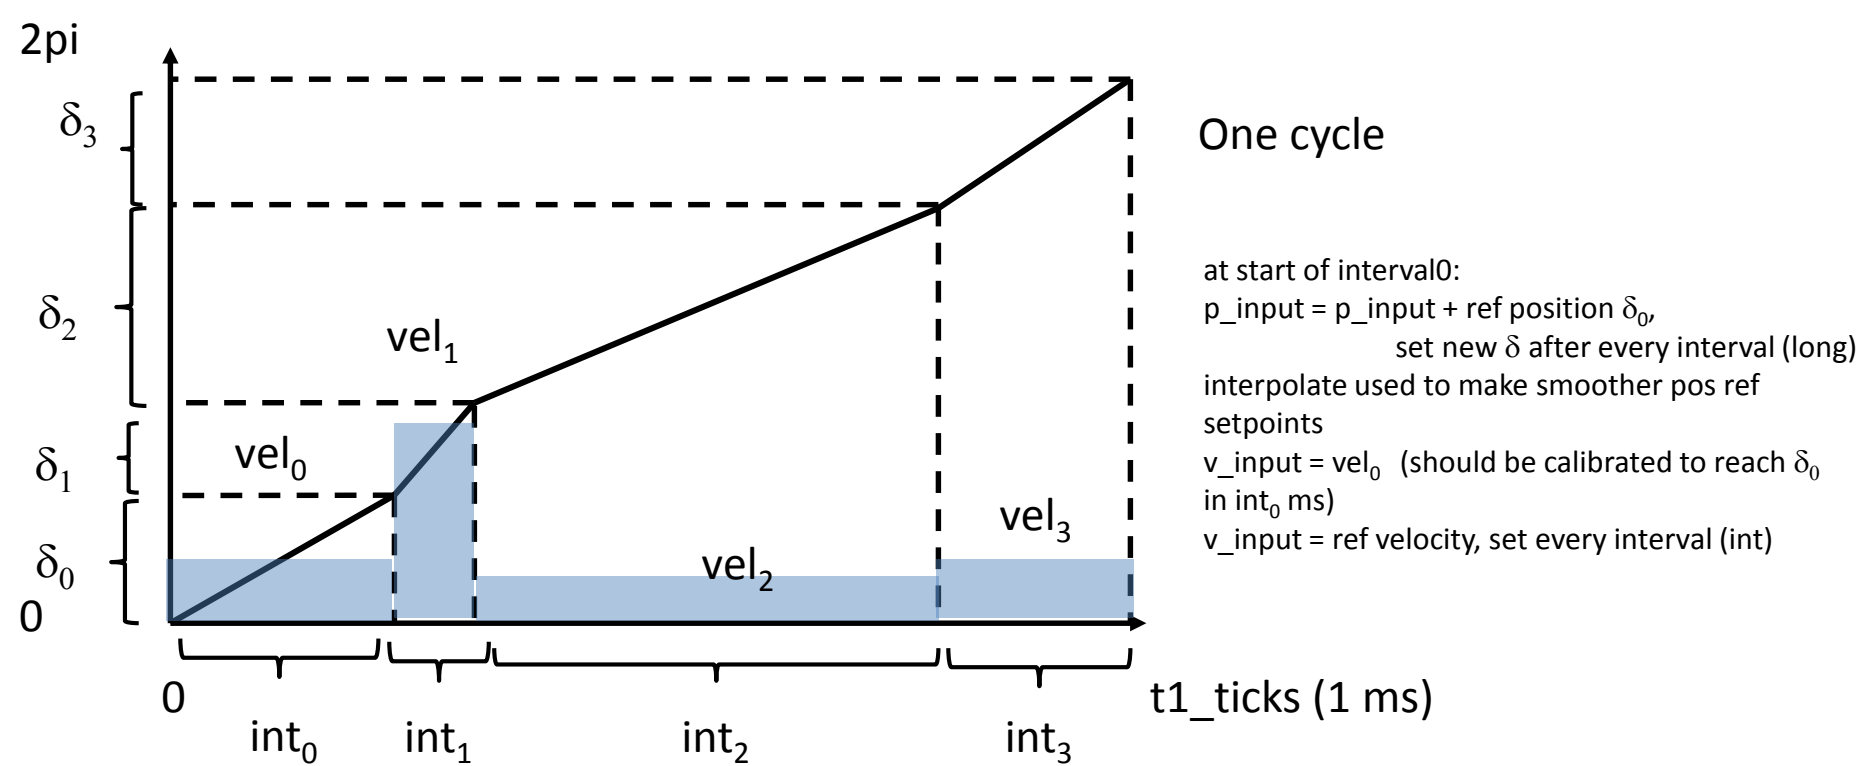 2pi
δ3
One cycle
δ2
vel1
vel0
δ1
vel3
vel2
δ0
0
at start of interval0:
p_input = p_input + ref position δ0,
set new δ after every interval (long)
interpolate used to make smoother pos ref
setpoints
v_input = vel0 (should be calibrated to reach δ0
in int0 ms)
v_input = ref velocity, set every interval (int)
0
t1_ticks (1 ms)
int0
int1
int2
int3